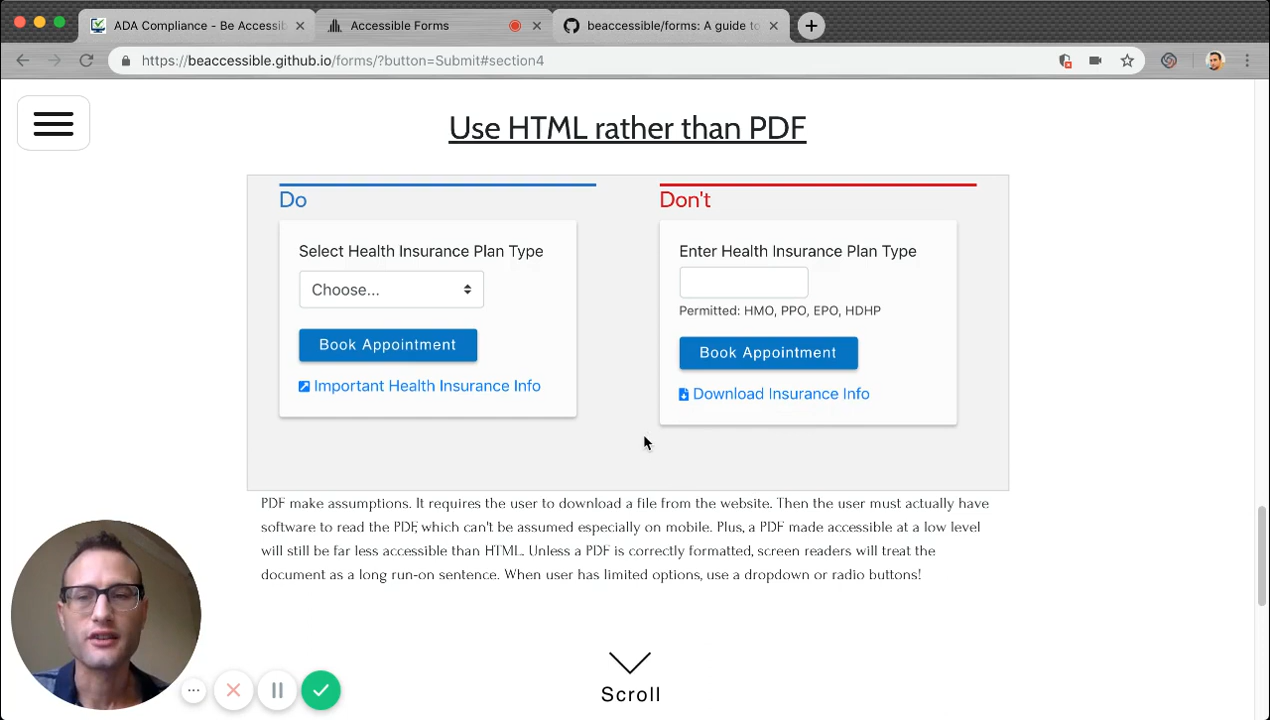 ADA Compliance - Be Accessib
Accessible Forms
beaccessible/forms: A guide to
https://beaccessible.github.io/forms/?button=Submit#section4
Use HTML rather than PDF
Do
Select Health Insurance Plan Type
Choose...
Book Appointment
Important Health Insurance Info
Don't
Enter Health Insurance Plan Type
Permitted: HMO, PPO, EPO, HDHP
Book Appointment
Download Insurance Info
PDF make assumptions. It requires the user to download a file from the website. Then the user must actually have
software to read the PDF, which can't be assumed especially on mobile. Plus, a PDF made accessible at a low level
will still be far less accessible than HTML. Unless a PDF is correctly formatted, screen readers will treat the
document as a long run-on sentence. When user has limited options, use a dropdown or radio buttons!
Scroll